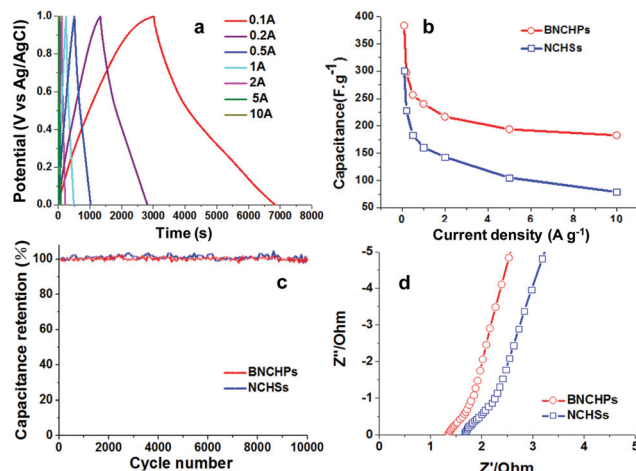 a
0.1A
0.2A
0.5A
1A
2A
5A
10A
Potential (V vs Ag/AgCl)
1.0
0.8
0.6
0.4
0.2
0.0
0 1000 2000 3000 4000 5000 6000 7000 8000
Time (s)
b
BNCHPs
NCHSs
Capacitance(F.g-1)
400
350
300
250
200
150
100
50
0
0 2 4 6 8 10
Current density (A g-1)
c
BNCHPs
NCHSs
Capacitance retention (%)
100
80
60
40
20
0
0 2000 4000 6000 8000 10000
Cycle number
d
BNCHPs
NCHSs
Z''/Ohm
-5
-4
-3
-2
-1
0
0 1 2 3 4 5
Z'/Ohm